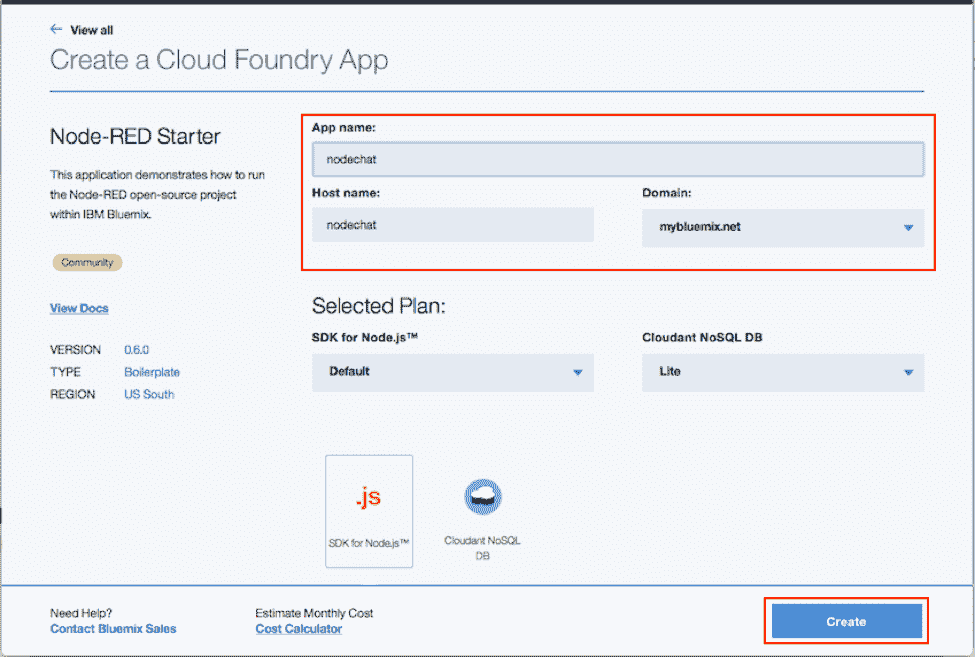 ← View all
Create a Cloud Foundry App
Node-RED Starter
This application demonstrates how to run
the Node-RED open-source project
within IBM Bluemix.
Community
View Docs
VERSION 0.6.0
TYPE Boilerplate
REGION US South
App name:
nodechat
Host name:
Domain:
nodechat
mybluemix.net
Selected Plan:
SDK for Node.js™
Cloudant NoSQL DB
Default
Lite
.js
SDK for Node.js™
Cloudant NoSQL
DB
Need Help?
Contact Bluemix Sales
Estimate Monthly Cost
Cost Calculator
Create